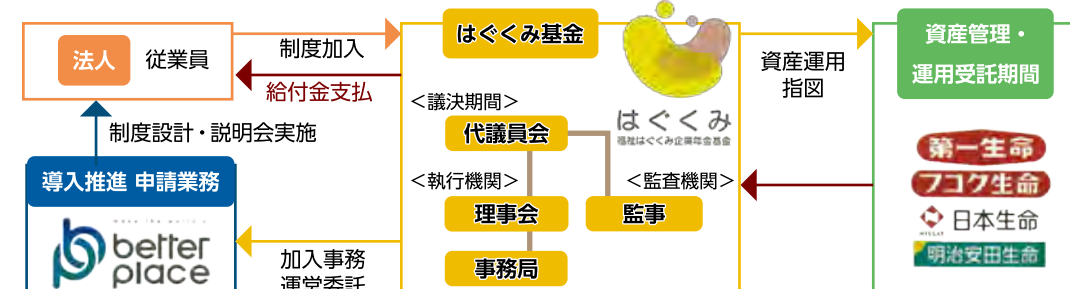 法人
従業員
制度加入
給付金支払
制度設計・説明会実施
導入推進 申請業務
better
place
加入事務
運営委託
はぐくみ基金
はぐくみ
福祉はぐくみ企業年金基金
＜議決期間＞
代議員会
＜執行機関＞
理事会
＜監査機関＞
監事
事務局
資産運用
指図
資産管理・
運用受託期間
第一生命
フコク生命
NISSAY
日本生命
明治安田生命